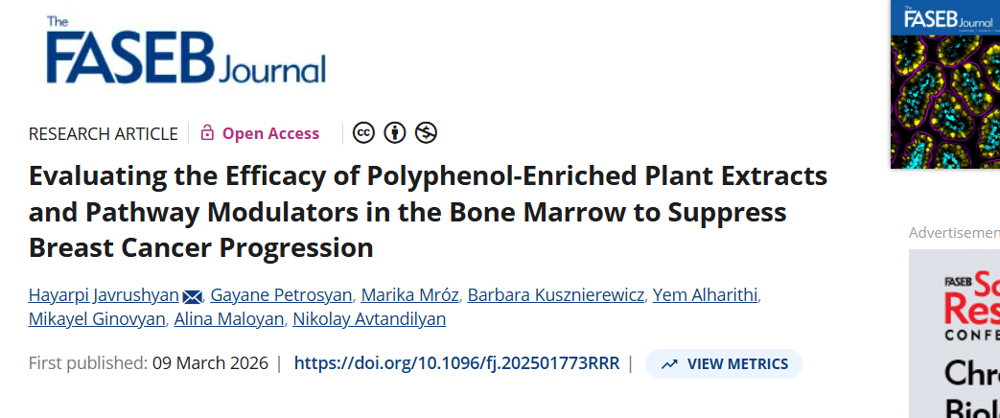 The
FASEB Journal
RESEARCH ARTICLE
Open Access
cc
Evaluating the Efficacy of Polyphenol-Enriched Plant Extracts
and Pathway Modulators in the Bone Marrow to Suppress
Breast Cancer Progression
Hayarpi Javrushyan, Gayane Petrosyan, Marika Mróz, Barbara Kusznierewicz, Yem Alharithi,
Mikayel Ginovyan, Alina Maloyan, Nikolay Avtandilyan
First published: 09 March 2026 | https://doi.org/10.1096/fj.202501773RRR | VIEW METRICS
The
FASEB Journal
Advertisemen
FASEB Sc
Res
CONFE
Chr
Biol